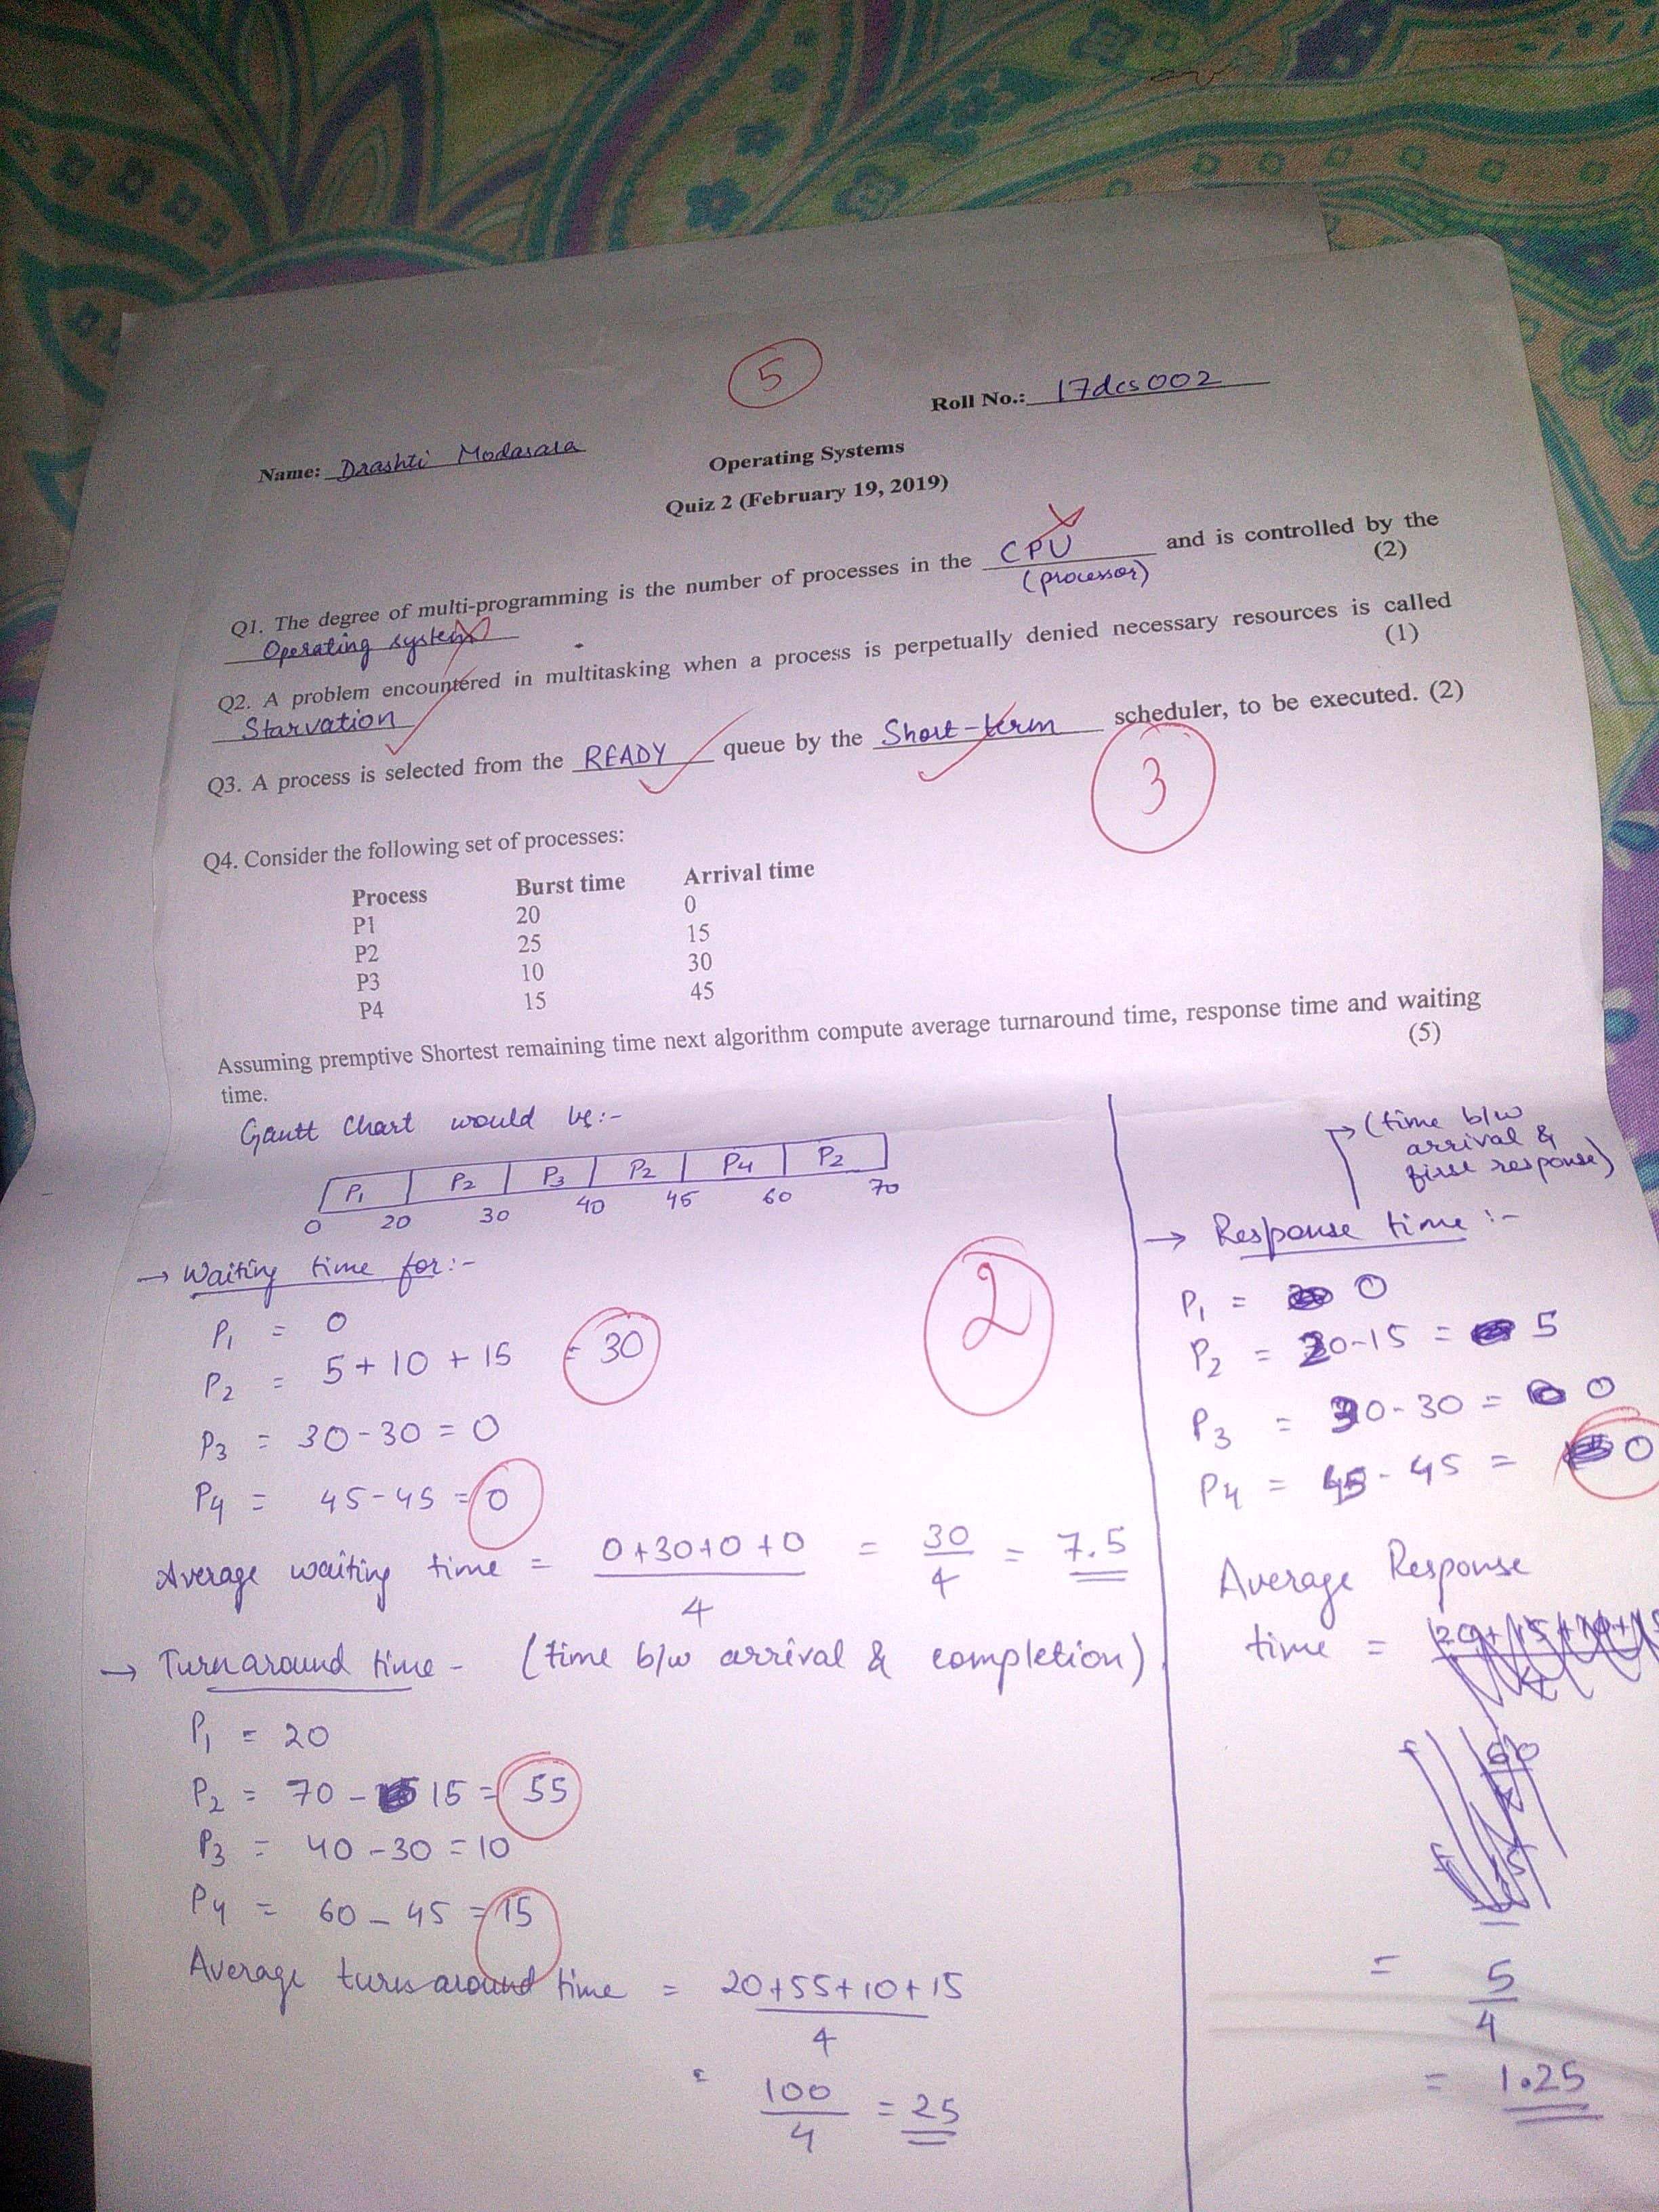 5
Name: Drashti Modasara
Roll No.: 17dcs002
Operating Systems
Quiz 2 (February 19, 2019)
Q1. The degree of multi-programming is the number of processes in the CPU (processor) and is controlled by the
Operating system (2)
Q2. A problem encountered in multitasking when a process is perpetually denied necessary resources is called
Starvation (1)
Q3. A process is selected from the READY queue by the Short-term scheduler, to be executed. (2)
3
Q4. Consider the following set of processes:
Process Burst time Arrival time
P1 20 0
P2 25 15
P3 10 30
P4 15 45
Assuming premptive Shortest remaining time next algorithm compute average turnaround time, response time and waiting
time. (5)
Gantt Chart would be:-
P1 P2 P3 P2 P4 P2
0 20 30 40 45 60 70
→ Waiting time for:-
P1 = 0
P2 = 5+10+15 = 30
P3 = 30-30 = 0
P4 = 45-45 = 0
2
Average waiting time = 0+30+0+0 / 4 = 30 / 4 = 7.5
→ Turnaround time - (time b/w arrival & completion)
P1 = 20
P2 = 70 - 15 = 55
P3 = 40-30 = 10
P4 = 60-45 = 15
Average turnaround time = 20+55+10+15 / 4
= 100 / 4 = 25
(time b/w
arrival &
first response)
→ Response time :-
P1 = 0
P2 = 20-15 = 5
P3 = 30-30 = 0
P4 = 45-45 = 0
Average Response
time =
= 5 / 4
= 1.25